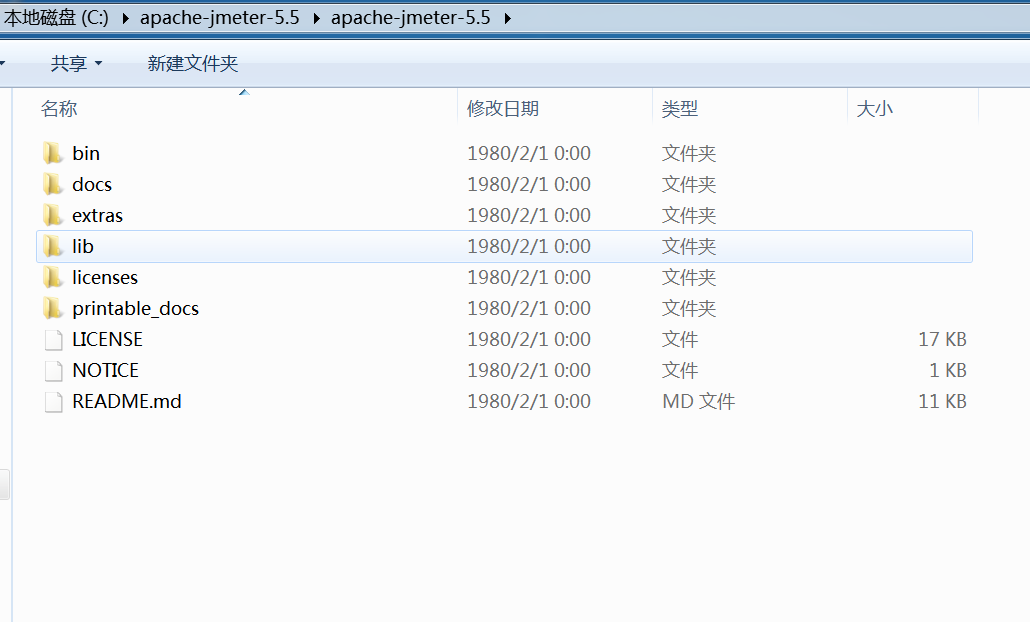 本地磁盘 (C:) apache-jmeter-5.5 apache-jmeter-5.5
共享 新建文件夹
名称 修改日期 类型 大小
bin 1980/2/1 0:00 文件夹
docs 1980/2/1 0:00 文件夹
extras 1980/2/1 0:00 文件夹
lib 1980/2/1 0:00 文件夹
licenses 1980/2/1 0:00 文件夹
printable_docs 1980/2/1 0:00 文件夹
LICENSE 1980/2/1 0:00 文件 17 KB
NOTICE 1980/2/1 0:00 文件 1 KB
README.md 1980/2/1 0:00 MD 文件 11 KB